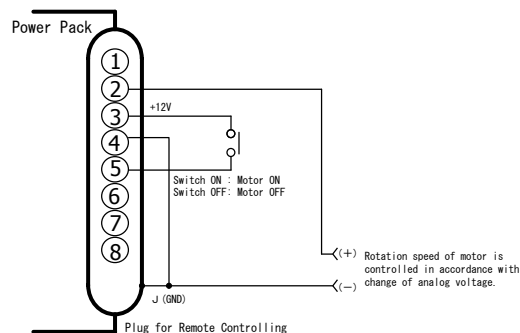 Power Pack
1
2
3
+12V
4
5
Switch ON : Motor ON
Switch OFF: Motor OFF
6
7
8
(+)
Rotation speed of motor is
controlled in accordance with
change of analog voltage.
(−)
J (GND)
Plug for Remote Controlling